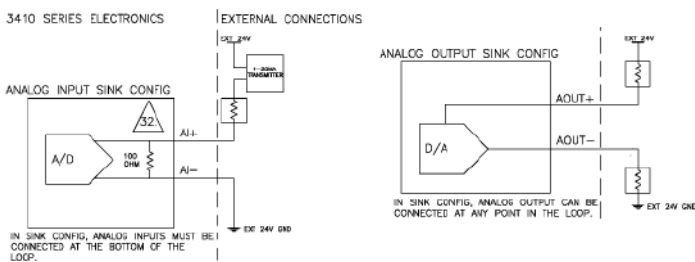 3410 SERIES ELECTRONICS
EXTERNAL CONNECTIONS
EXT 24V
TRANSMITTER
ANALOG INPUT SINK CONFIG
32.
AI+
A/D
100
OHM
AI-
EXT 24V GND
IN SINK CONFIG, ANALOG INPUTS MUST BE
CONNECTED AT THE BOTTOM OF THE
LOOP.
EXT 24V
ANALOG OUTPUT SINK CONFIG
AOUT+
AOUT-
D/A
EXT 24V GND
IN SINK CONFIG, ANALOG OUTPUT CAN BE
CONNECTED AT ANY POINT IN THE LOOP.